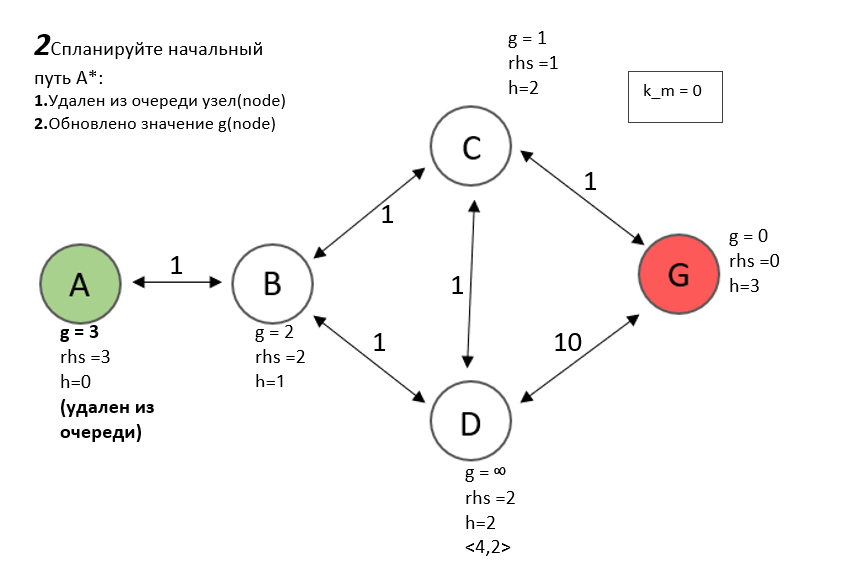 2Спланируйте начальный
путь A*:
1.Удален из очереди узел(node)
2.Обновлено значение g(node)
g = 1
rhs =1
h=2
k_m = 0
C
1
1
g = 0
rhs =0
h=3
G
A
1
B
1
g = 3
rhs =3
h=0
(удален из
очереди)
g = 2
rhs =2
h=1
1
10
D
g = ∞
rhs =2
h=2
<4,2>